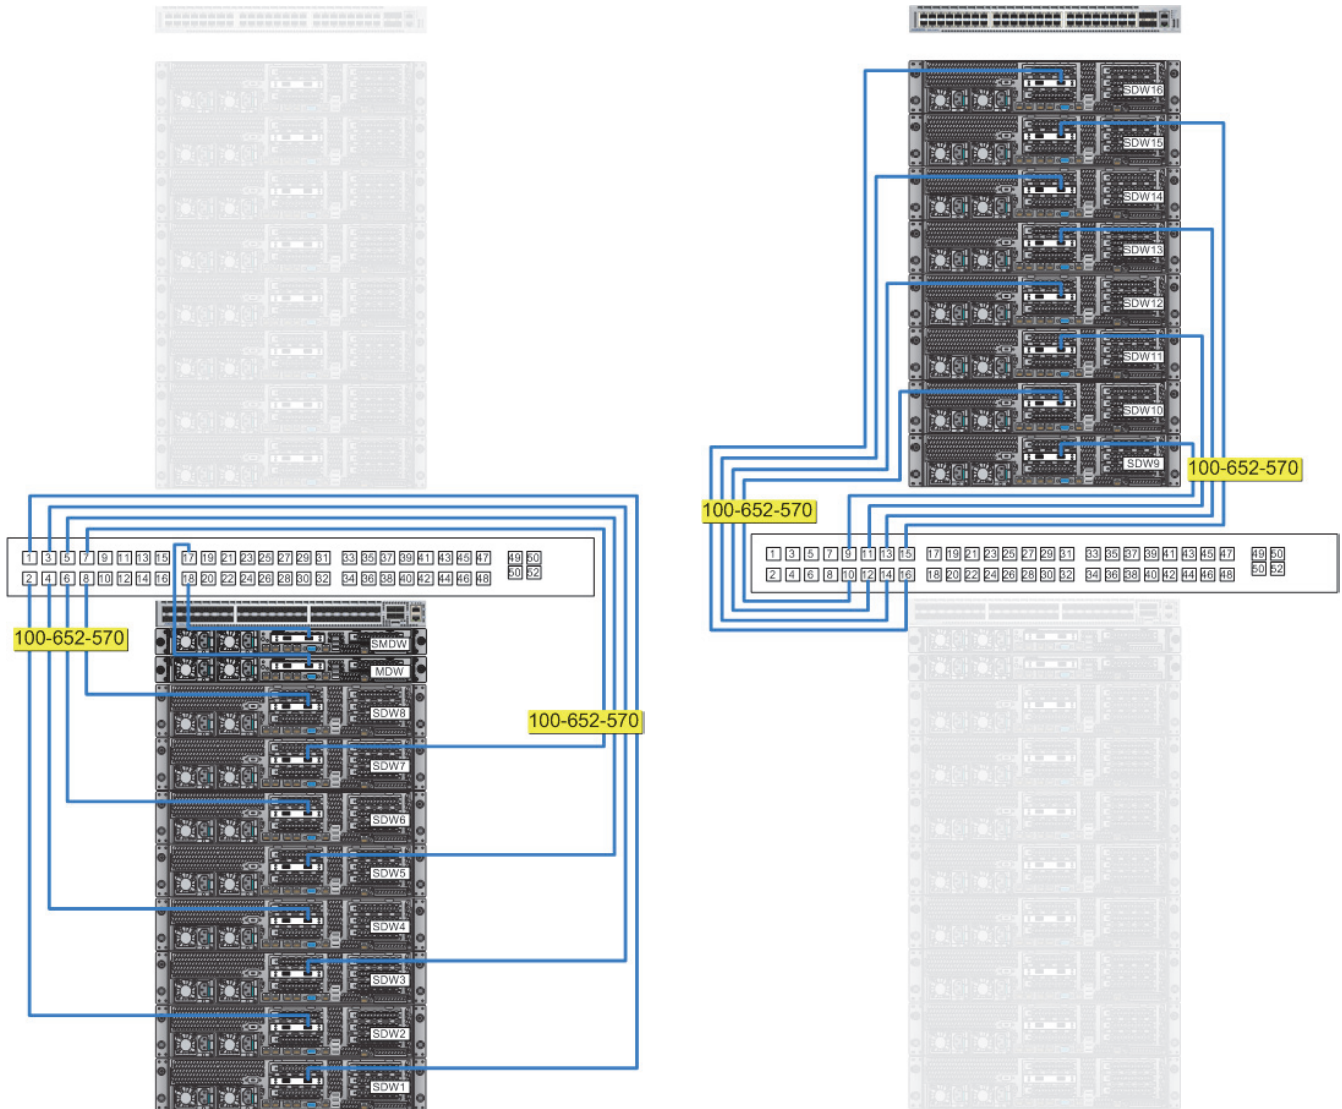 SDW16
SDW15
SDW14
SDW13
SDW12
SDW11
SDW10
SDW9
100-652-570
100-652-570
1 3 5 7 9 11 13 15 17 19 21 23 25 27 29 31 33 35 37 39 41 43 45 47 49 50
2 4 6 8 10 12 14 16 18 20 22 24 26 28 30 32 34 36 38 40 42 44 46 48 50 52
1 3 5 7 9 11 13 15 17 19 21 23 25 27 29 31 33 35 37 39 41 43 45 47 49 50
2 4 6 8 10 12 14 16 18 20 22 24 26 28 30 32 34 36 38 40 42 44 46 48 50 52
100-652-570
SMDW
MDW
SDW8
100-652-570
SDW7
SDW6
SDW5
SDW4
SDW3
SDW2
SDW1